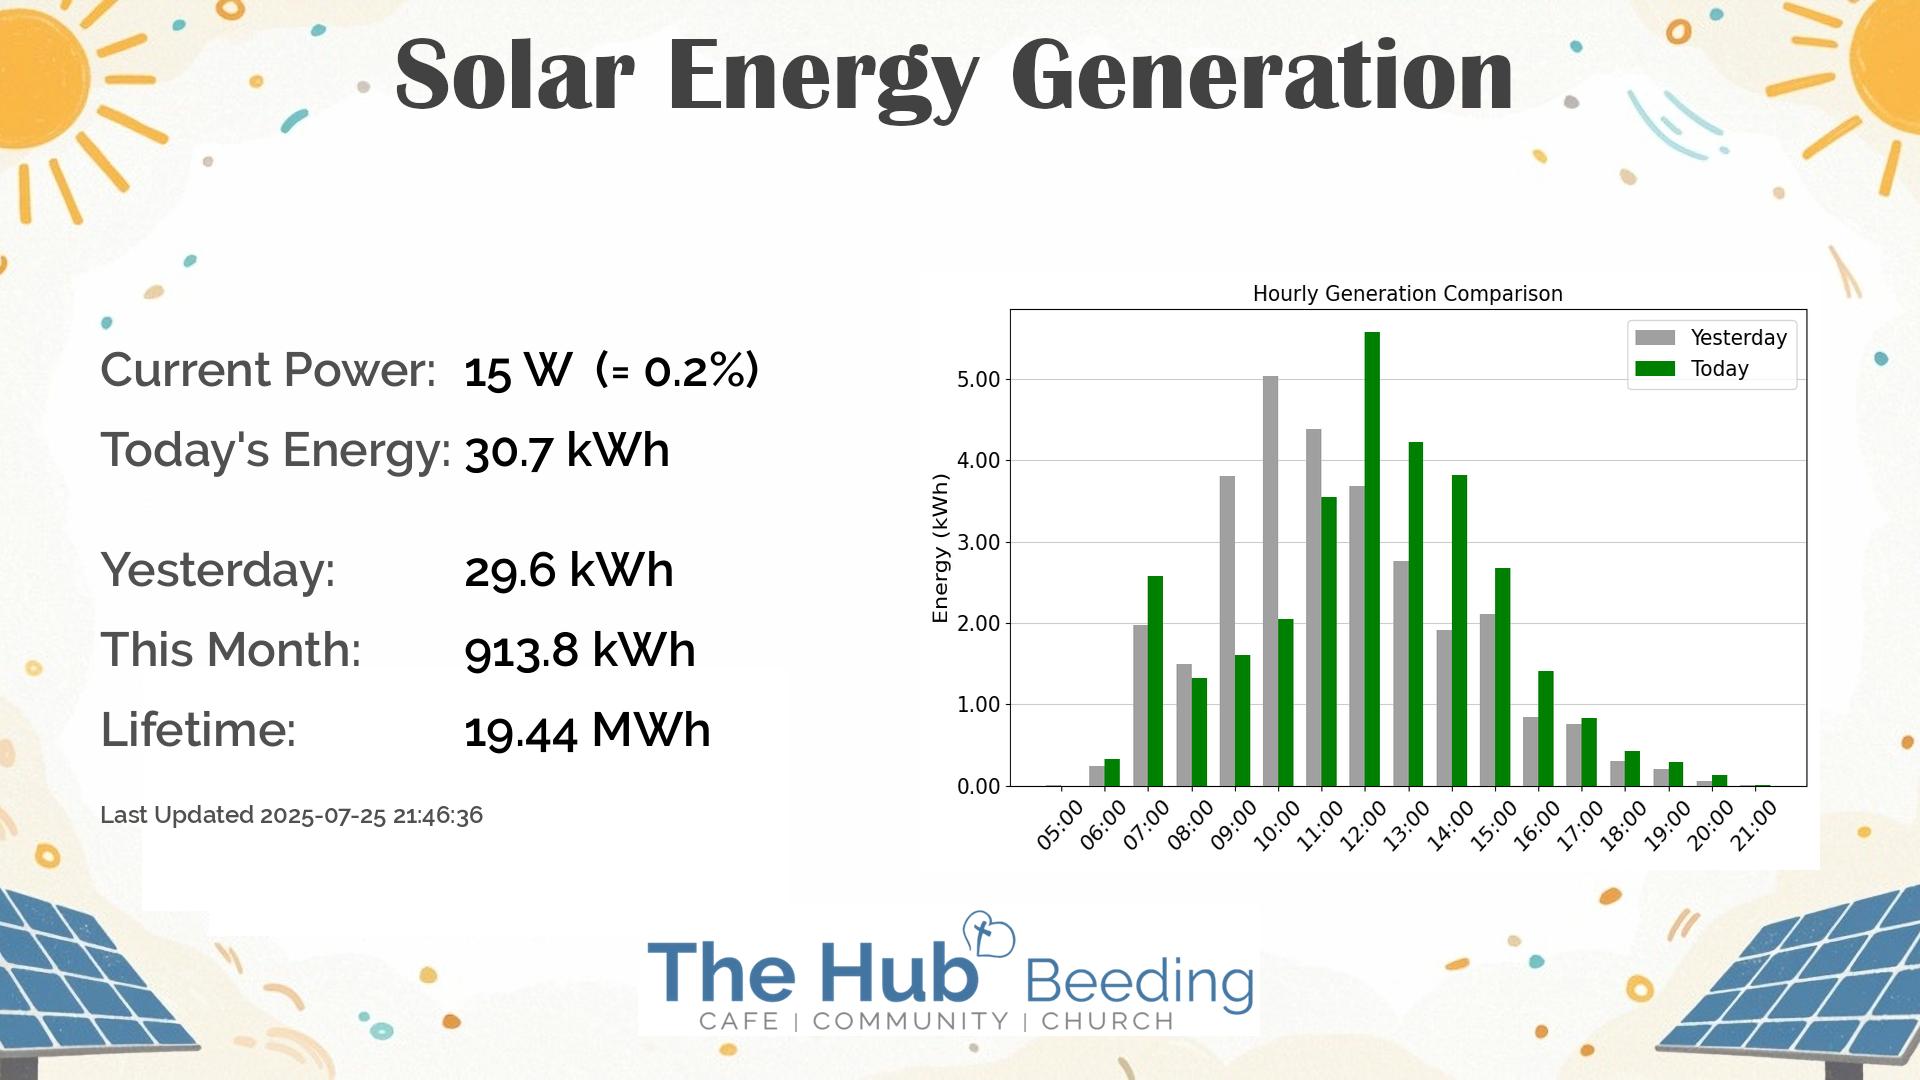 Solar Energy Generation
Current Power: 15 W (= 0.2%)
Today's Energy: 30.7 kWh
Yesterday: 29.6 kWh
This Month: 913.8 kWh
Lifetime: 19.44 MWh
Last Updated 2025-07-25 21:46:36
Hourly Generation Comparison
Yesterday
Today
Energy (kWh)
5.00
4.00
3.00
2.00
1.00
0.00
05:00 06:00 07:00 08:00 09:00 10:00 11:00 12:00 13:00 14:00 15:00 16:00 17:00 18:00 19:00 20:00 21:00
The Hub Beeding
CAFE | COMMUNITY | CHURCH